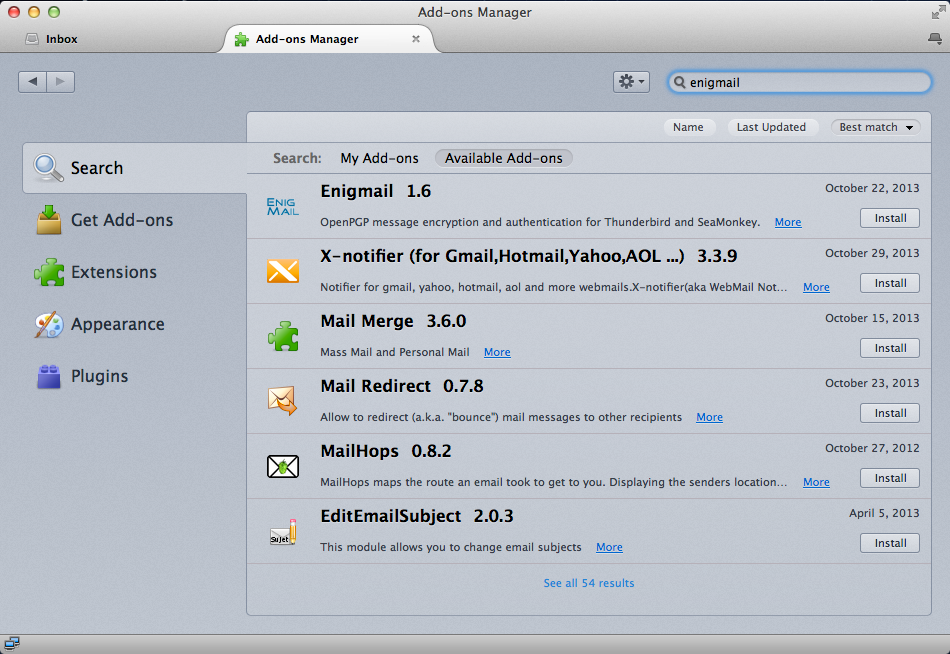 Add-ons Manager
Inbox
Add-ons Manager
enigmail
Name
Last Updated
Best match
Search
Get Add-ons
Extensions
Appearance
Plugins
Search: My Add-ons Available Add-ons
ENIG
MAIL
Enigmail 1.6
October 22, 2013
OpenPGP message encryption and authentication for Thunderbird and SeaMonkey. More
Install
X-notifier (for Gmail,Hotmail,Yahoo,AOL ...) 3.3.9
October 29, 2013
Notifier for gmail, yahoo, hotmail, aol and more webmails.X-notifier(aka WebMail Not... More
Install
Mail Merge 3.6.0
October 15, 2013
Mass Mail and Personal Mail More
Install
Mail Redirect 0.7.8
October 23, 2013
Allow to redirect (a.k.a. "bounce") mail messages to other recipients More
Install
MailHops 0.8.2
October 27, 2012
MailHops maps the route an email took to get to you. Displaying the senders location... More
Install
Sujet
EditEmailSubject 2.0.3
April 5, 2013
This module allows you to change email subjects More
Install
See all 54 results